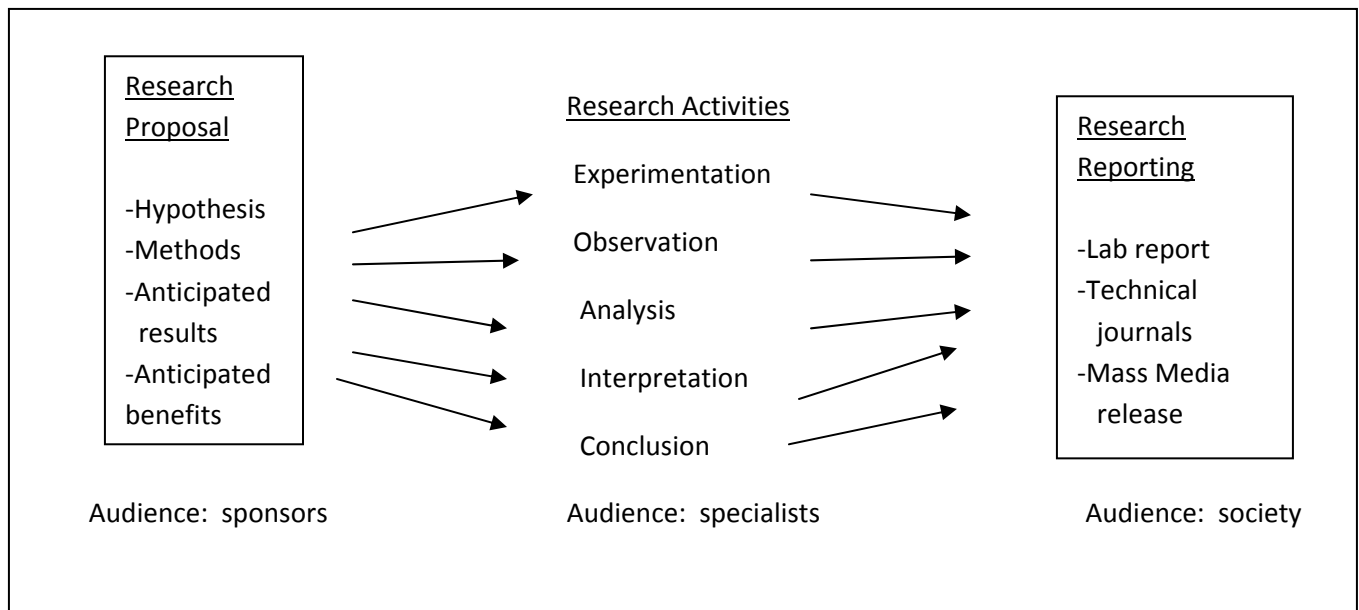 Research
Proposal
-Hypothesis
-Methods
-Anticipated
results
-Anticipated
benefits
Audience: sponsors
Research Activities
Experimentation
Observation
Analysis
Interpretation
Conclusion
Audience: specialists
Research
Reporting
-Lab report
-Technical
journals
-Mass Media
release
Audience: society